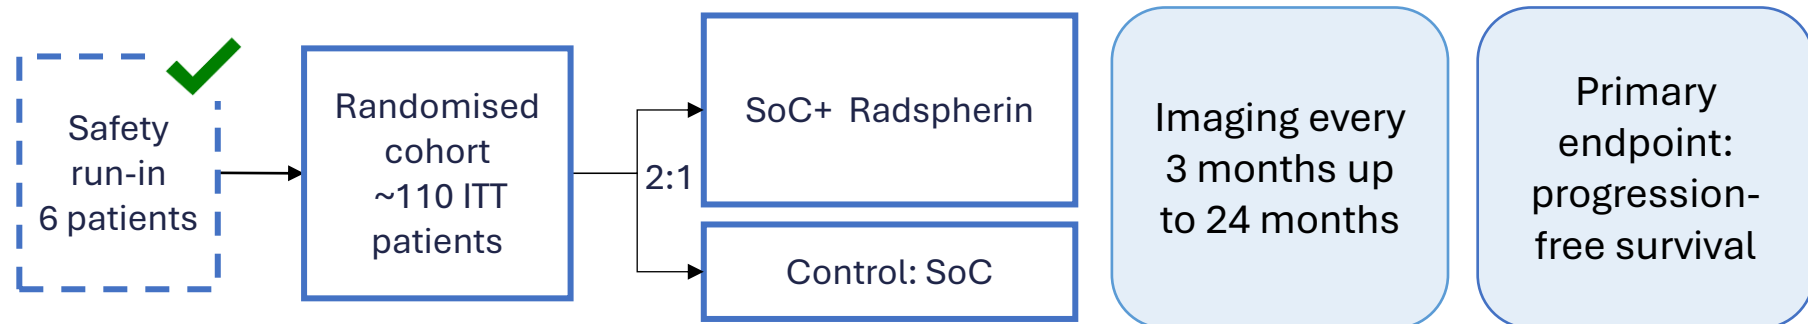 Safety
run-in
6 patients
Randomised
cohort
~110 ITT
patients
2:1
SoC+ Radspherin
Control: SoC
Imaging every
3 months up
to 24 months
Primary
endpoint:
progression-
free survival